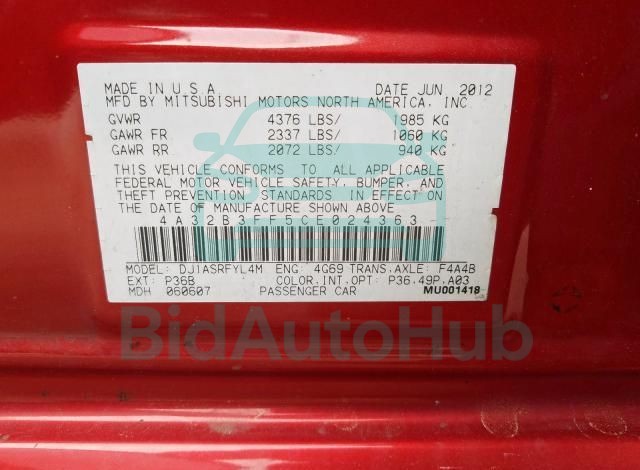 MADE IN U.S.A. DATE JUN 2012
MFD BY MITSUBISHI MOTORS NORTH AMERICA, INC
GVWR 4376 LBS/ 1985 KG
GAWR FR 2337 LBS/ 1060 KG
GAWR RR 2072 LBS/ 940 KG
THIS VEHICLE CONFORMS TO ALL APPLICABLE
FEDERAL MOTOR VEHICLE SAFETY, BUMPER, AND
THEFT PREVENTION STANDARDS IN EFFECT ON
THE DATE OF MANUFACTURE SHOWN ABOVE
4A32B3FF5CE024363
MODEL: DJ1ASRFYL4M ENG: 4G69 TRANS.AXLE: F4A4B
EXT: P36B COLOR.INT.OPT: P36.49P.A03
MDH 060607 PASSENGER CAR MU001418
BidAutoHub